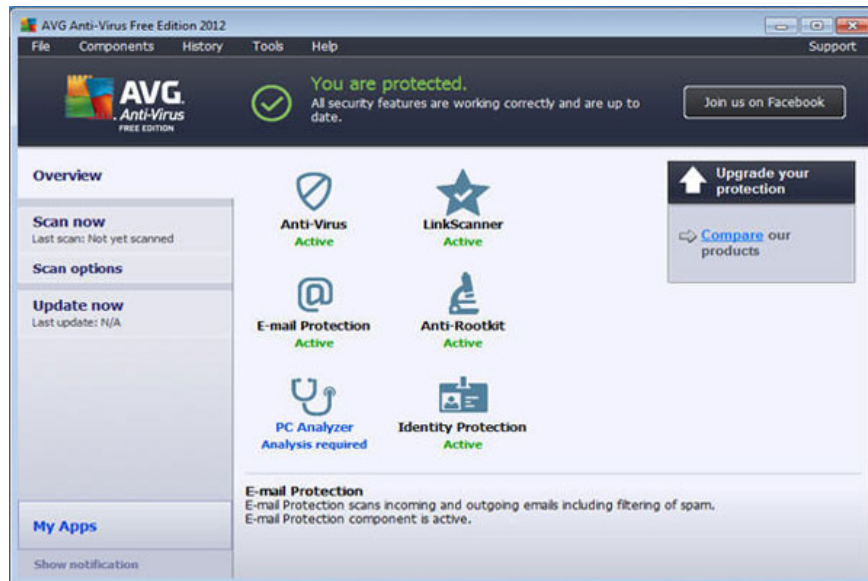 AVG Anti-Virus Free Edition 2012
File Components History Tools Help Support
AVG.
Anti-Virus
FREE EDITION
You are protected.
All security features are working correctly and are up to
date.
Join us on Facebook
Overview
Scan now
Last scan: Not yet scanned
Scan options
Update now
Last update: N/A
My Apps
Show notification
Anti-Virus
Active
LinkScanner
Active
E-mail Protection
Active
Anti-Rootkit
Active
PC Analyzer
Analysis required
Identity Protection
Active
Upgrade your
protection
Compare our
products
E-mail Protection
E-mail Protection scans incoming and outgoing emails including filtering of spam.
E-mail Protection component is active.